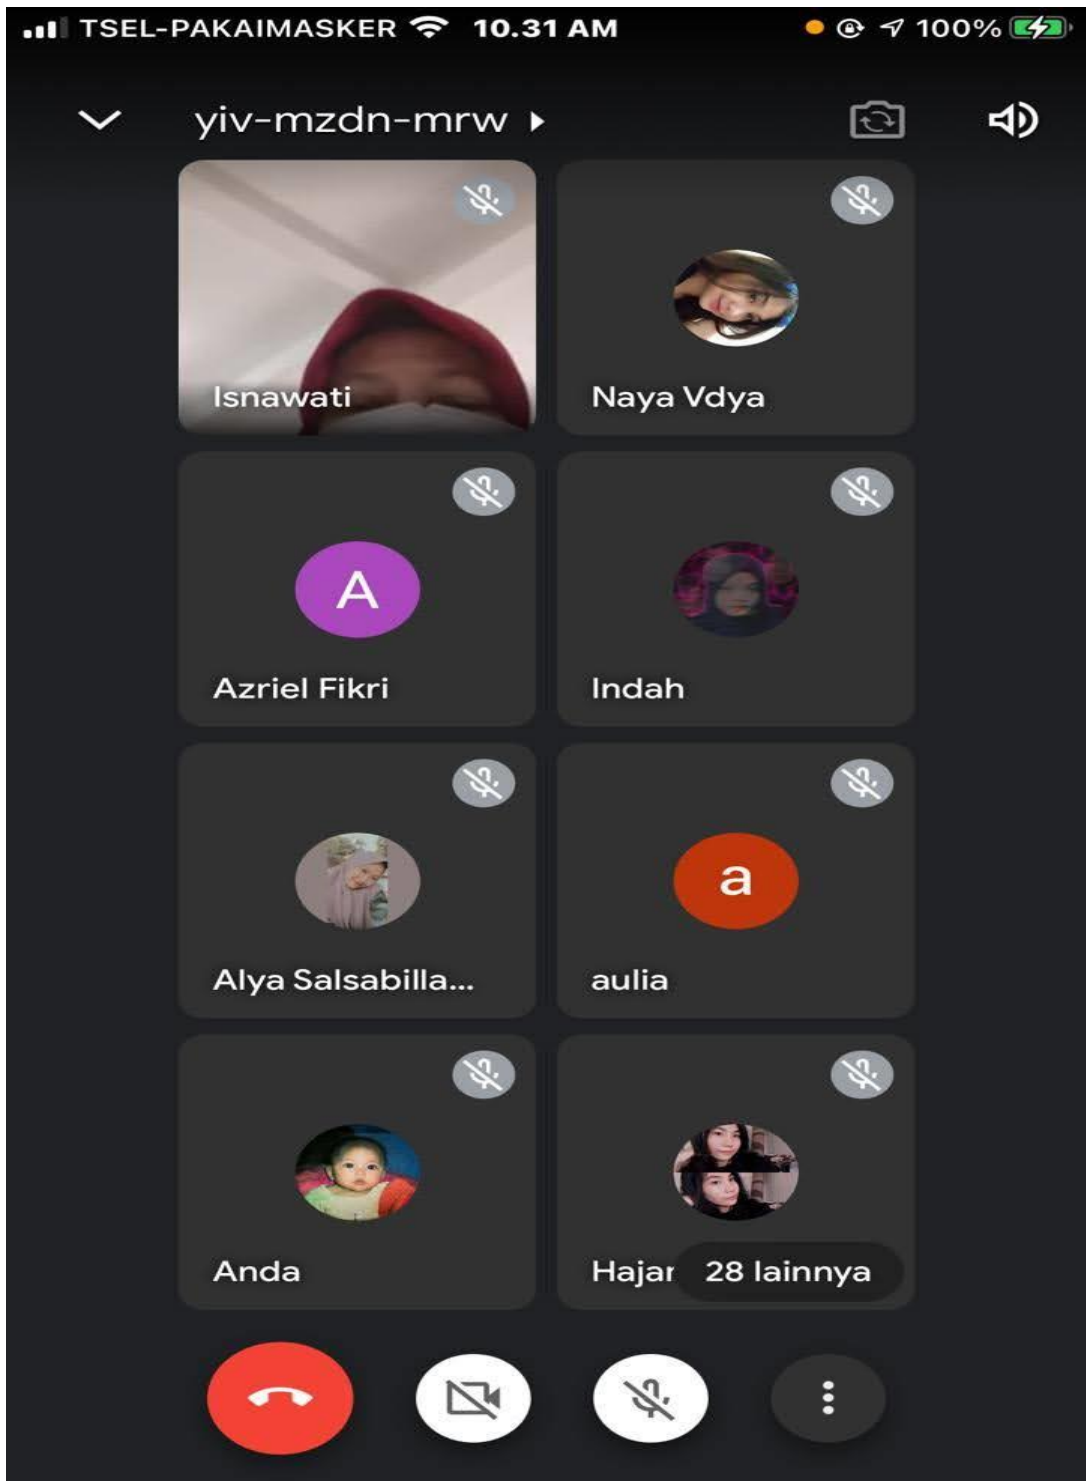 TSEL-PAKAIMASKER 10.31 AM 100%
yiv-mzdn-mrw
Isnawati
Naya Vdya
A
Azriel Fikri
Indah
Alya Salsabilla...
a
aulia
Anda
Hajar 28 lainnya